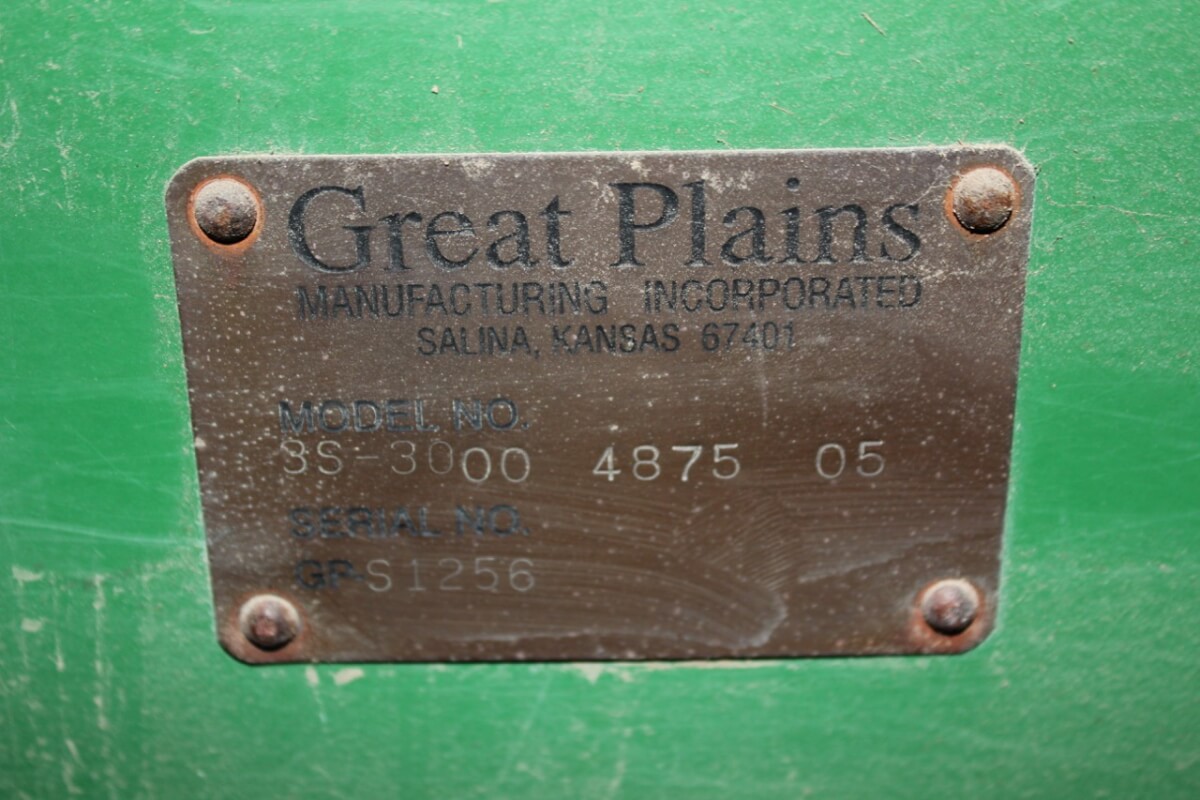 Great Plains
MANUFACTURING INCORPORATED
SALINA, KANSAS 67401
MODEL NO.
3S-3000 4875 05
SERIAL NO.
GP-S1256